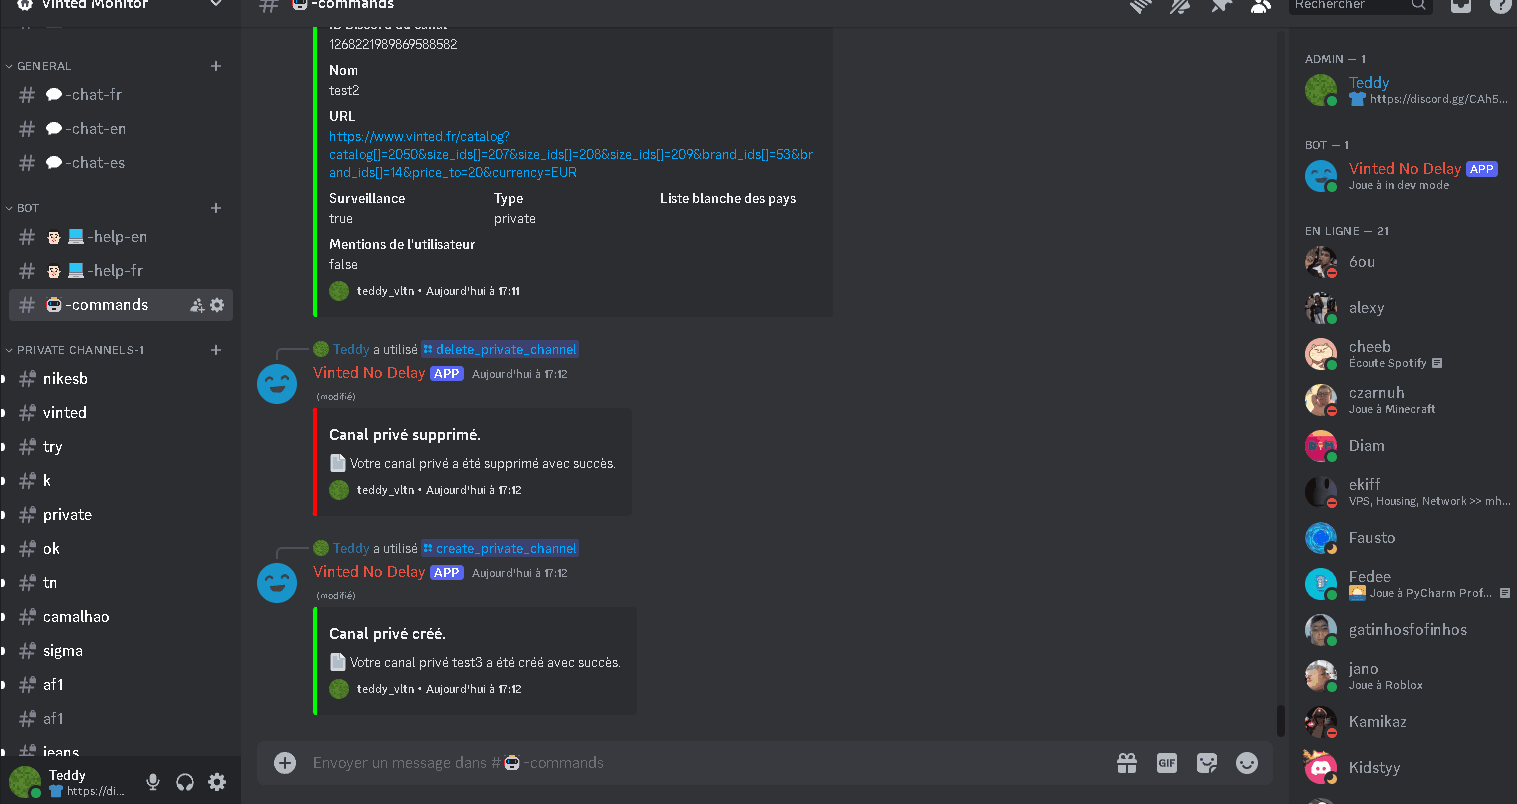 Vinted Monitor
GENERAL
-chat-fr
-chat-en
-chat-es
BOT
-help-en
-help-fr
-commands
PRIVATE CHANNELS-1
nikesb
vinted
try
k
private
ok
tn
camalhao
sigma
af1
af1
jeans
Teddy
https://di...
-commands
Rechercher
ID Discord du canal
1268221989869588582
Nom
test2
URL
https://www.vinted.fr/catalog?
catalog[]=2050&size_ids[]=207&size_ids[]=208&size_ids[]=209&brand_ids[]=53&br
and_ids[]=14&price_to=20&currency=EUR
Surveillance Type Liste blanche des pays
true private
Mentions de l'utilisateur
false
teddy_vltn • Aujourd'hui à 17:11
Teddy a utilisé delete_private_channel
Vinted No Delay APP Aujourd'hui à 17:12
(modifié)
Canal privé supprimé.
Votre canal privé a été supprimé avec succès.
teddy_vltn • Aujourd'hui à 17:12
Teddy a utilisé create_private_channel
Vinted No Delay APP Aujourd'hui à 17:12
(modifié)
Canal privé créé.
Votre canal privé test3 a été créé avec succès.
teddy_vltn • Aujourd'hui à 17:12
Envoyer un message dans # -commands
GIF
ADMIN — 1
Teddy
https://discord.gg/CAh5...
BOT — 1
Vinted No Delay APP
Joue à in dev mode
EN LIGNE — 21
6ou
alexy
cheeb
Écoute Spotify
czarnuh
Joue à Minecraft
Diam
ekiff
VPS, Housing, Network >> mh...
Fausto
Fedee
Joue à PyCharm Prof...
gatinhosfofinhos
jano
Joue à Roblox
Kamikaz
Kidstyy